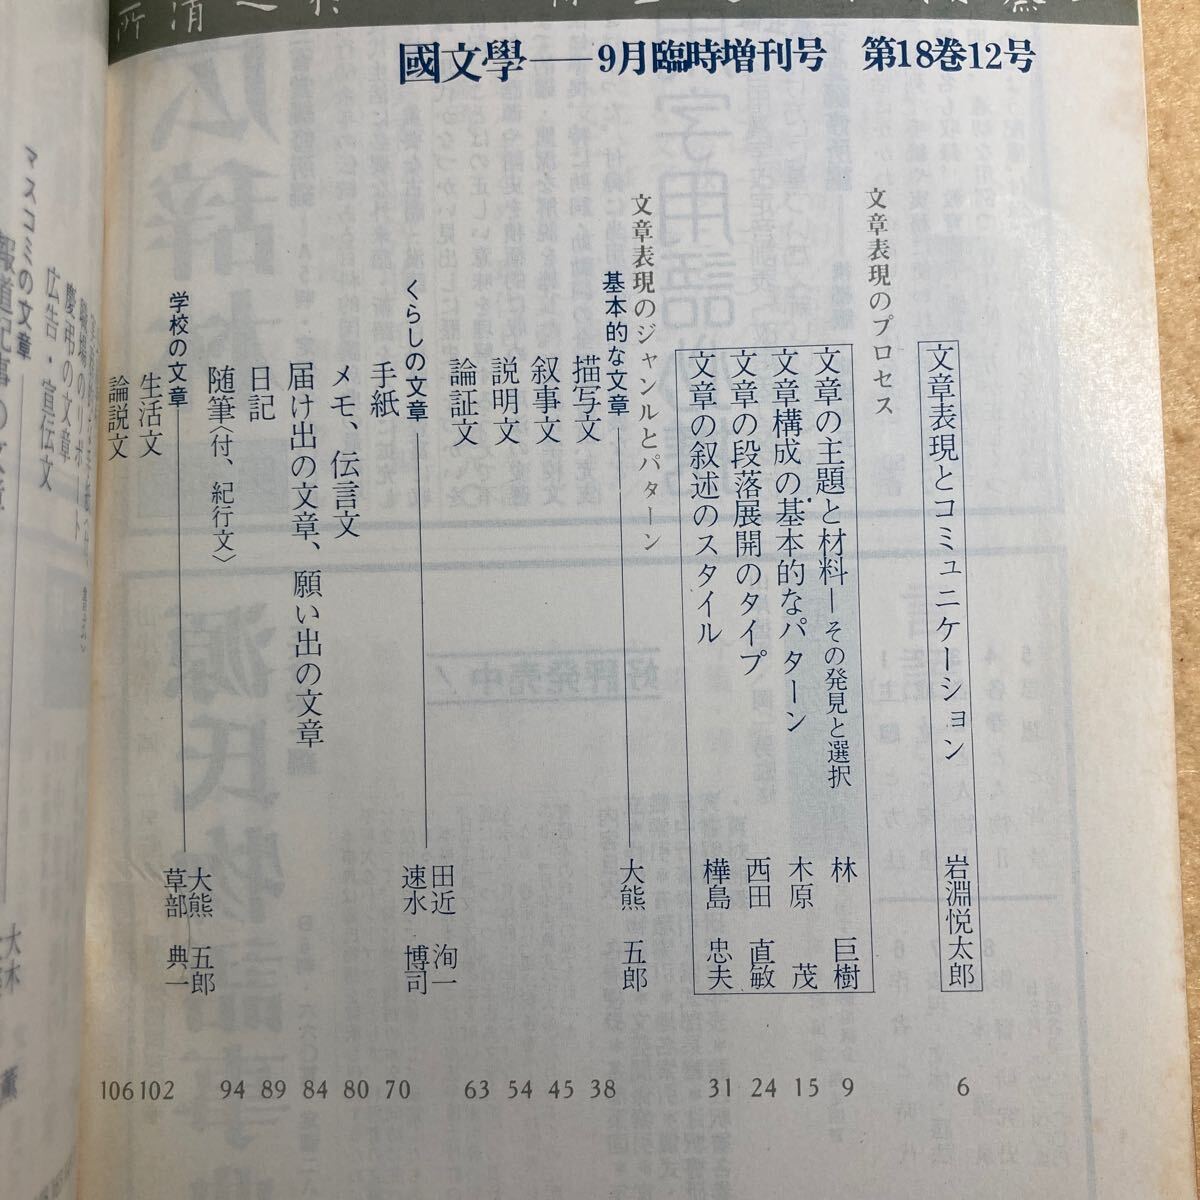 國文學──9月臨時増刊号　第18巻12号
文章表現とコミュニケーション　岩淵悦太郎　6
文章表現のプロセス
文章の主題と材料―その発見と選択　林　巨樹　9
文章構成の基本的なパターン　木原　茂　15
文章の段落展開のタイプ　西田　直敏　24
文章の叙述のスタイル　樺島　忠夫　31
文章表現のジャンルとパターン
基本的な文章──大熊　五郎
描写文　38
叙事文　45
説明文　54
論証文　63
くらしの文章──田近　洵一
速水　博司
手紙　70
メモ、伝言文　80
届け出の文章、願い出の文章　84
日記　89
随筆〈付、紀行文〉　94
学校の文章──大熊　五郎
草部　典一
生活文　102
論説文　106
慶弔の文章
広告・宣伝文
マスコミの文章
報道記事の文章